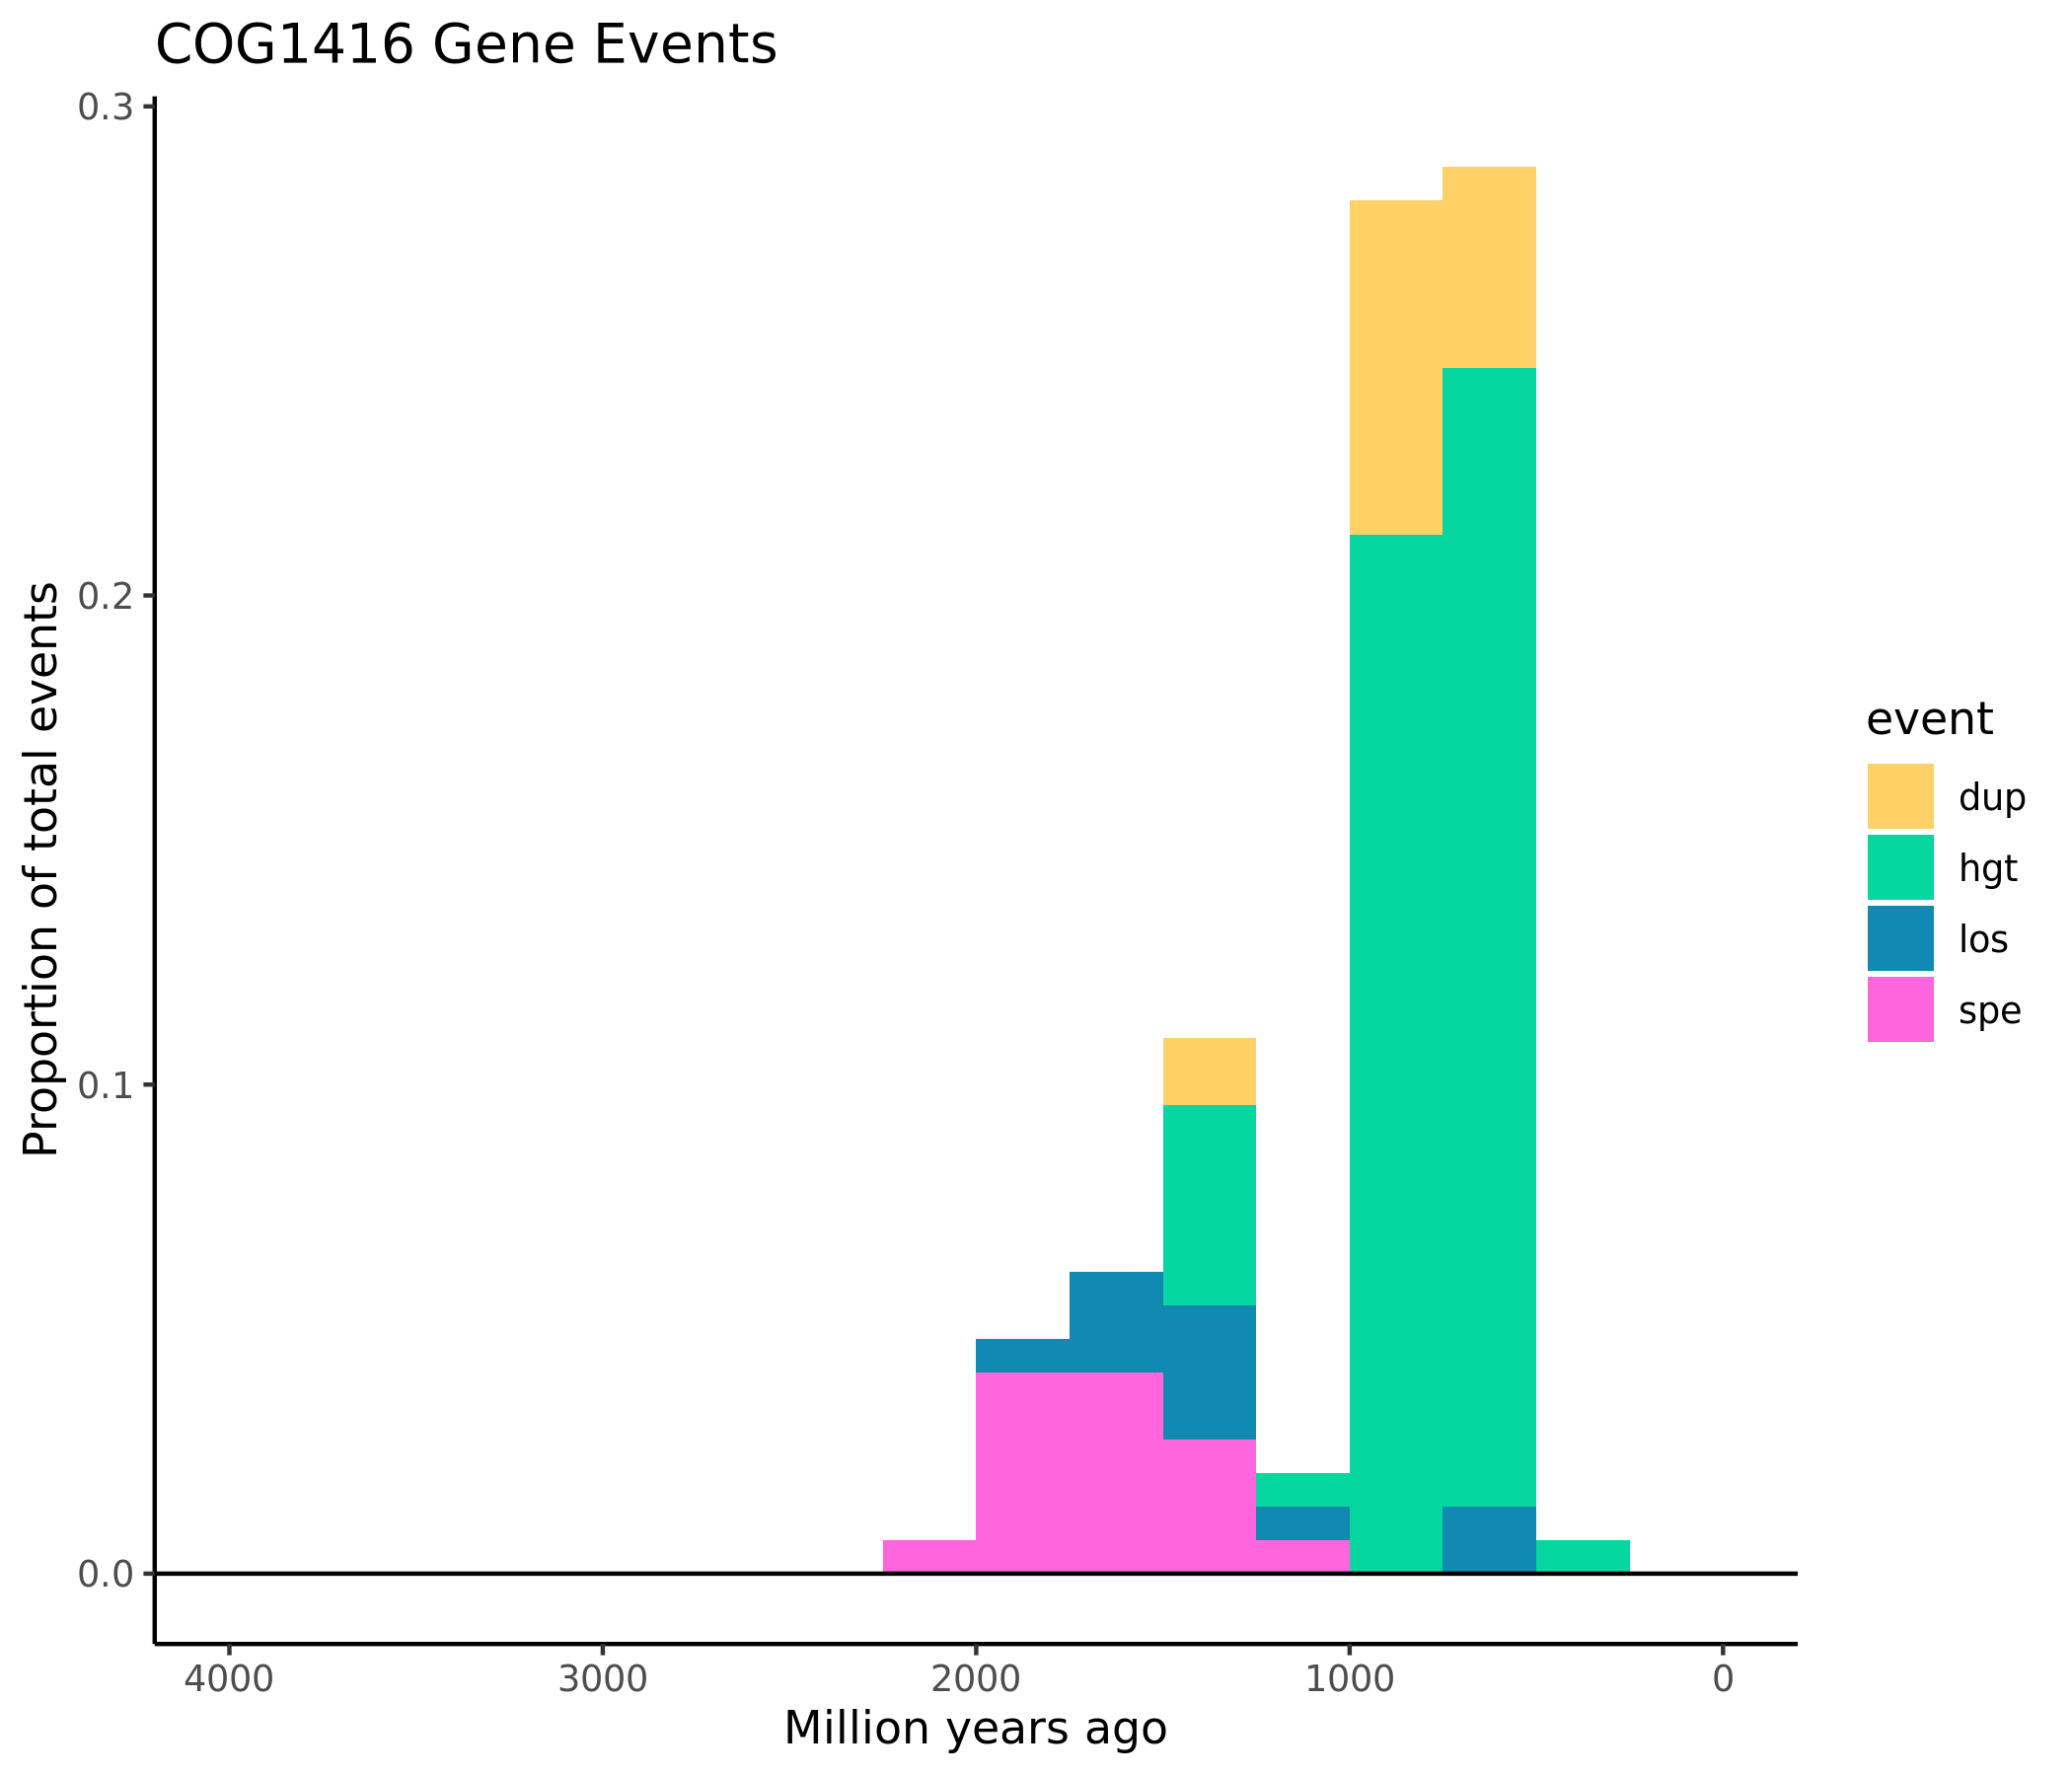 COG1416 Gene Events
0.3
0.2
0.1
0.0
Proportion of total events
4000 3000 2000 1000 0
Million years ago
event
dup
hgt
los
spe